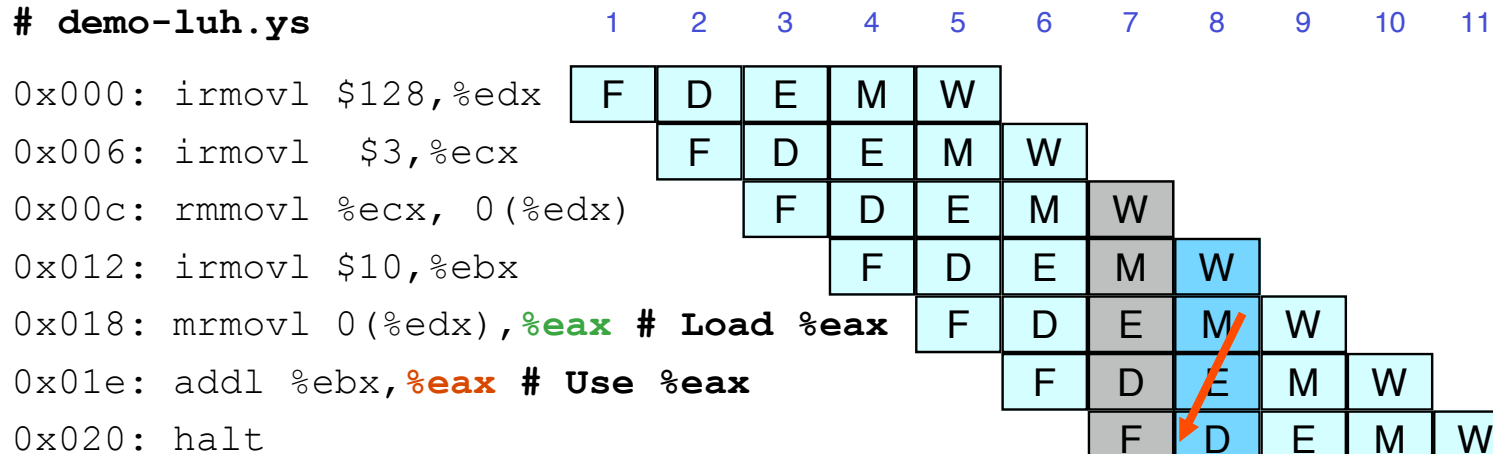 # demo-luh.ys 1 2 3 4 5 6 7 8 9 10 11
0x000: irmovl $128,%edx F D E M W
0x006: irmovl $3,%ecx F D E M W
0x00c: rmmovl %ecx, 0(%edx) F D E M W
0x012: irmovl $10,%ebx F D E M W
0x018: mrmovl 0(%edx),%eax # Load %eax F D E M W
0x01e: addl %ebx,%eax # Use %eax F D E M W
0x020: halt F D E M W